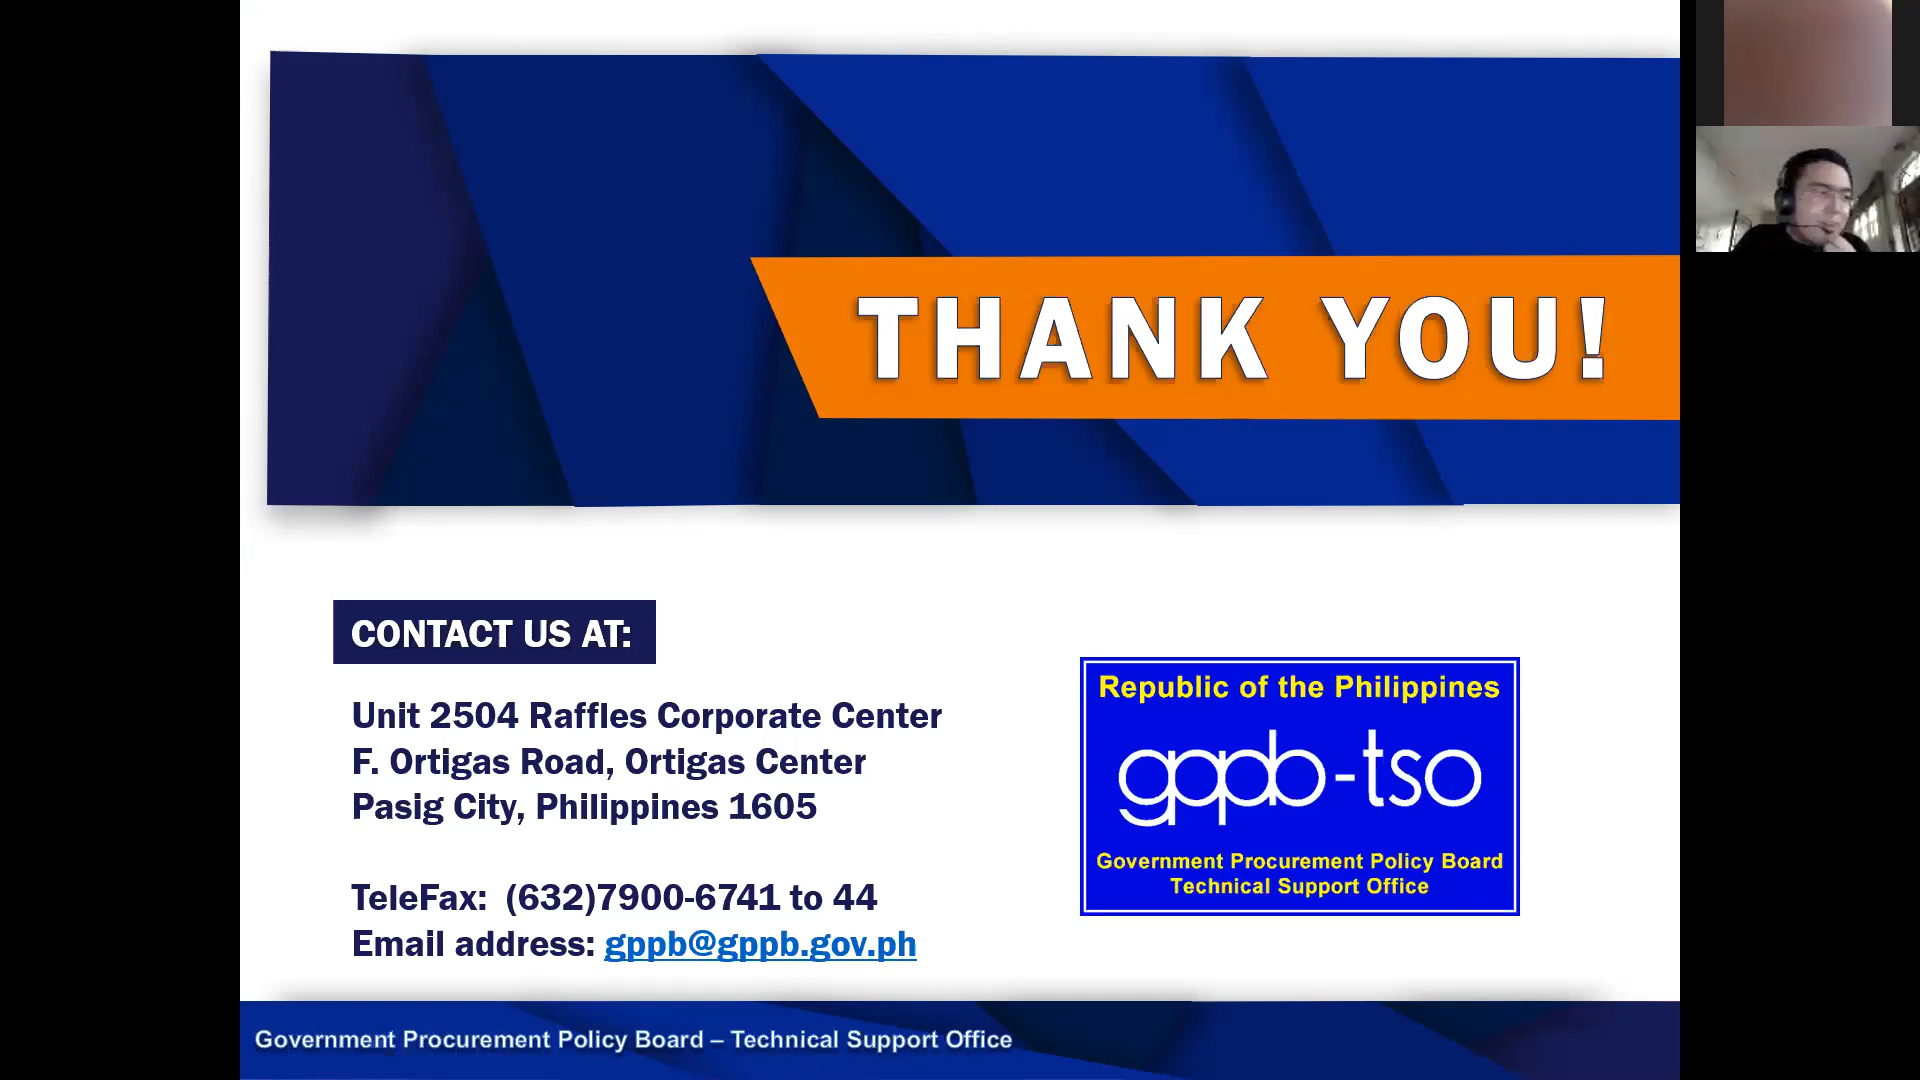 THANK YOU!
CONTACT US AT:
Unit 2504 Raffles Corporate Center
F. Ortigas Road, Ortigas Center
Pasig City, Philippines 1605
TeleFax: (632)7900-6741 to 44
Email address: gppb@gppb.gov.ph
Republic of the Philippines
gppb-tso
Government Procurement Policy Board
Technical Support Office
Government Procurement Policy Board – Technical Support Office